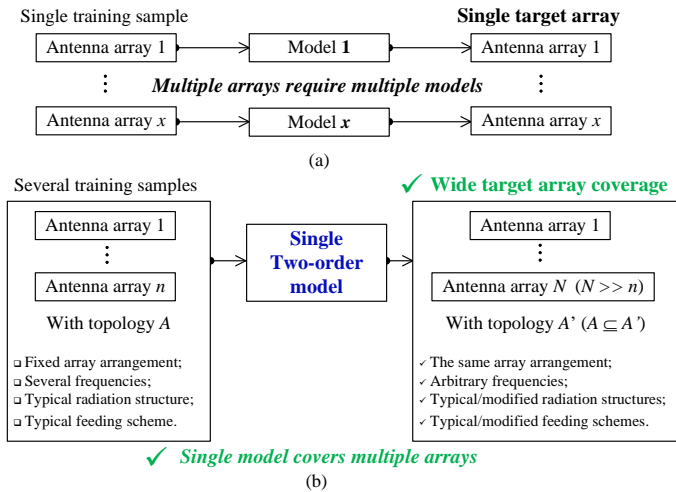 Single training sample
Single target array
Antenna array 1
Model 1
Antenna array 1
Multiple arrays require multiple models
Antenna array x
Model x
Antenna array x
(a)
Several training samples
✓ Wide target array coverage
Antenna array 1
Antenna array n
With topology A
❑ Fixed array arrangement;
❑ Several frequencies;
❑ Typical radiation structure;
❑ Typical feeding scheme.
Single
Two-order
model
Antenna array 1
Antenna array N (N >> n)
With topology A’ (A ⊆ A’)
✓ The same array arrangement;
✓ Arbitrary frequencies;
✓ Typical/modified radiation structures;
✓ Typical/modified feeding schemes.
✓ Single model covers multiple arrays
(b)